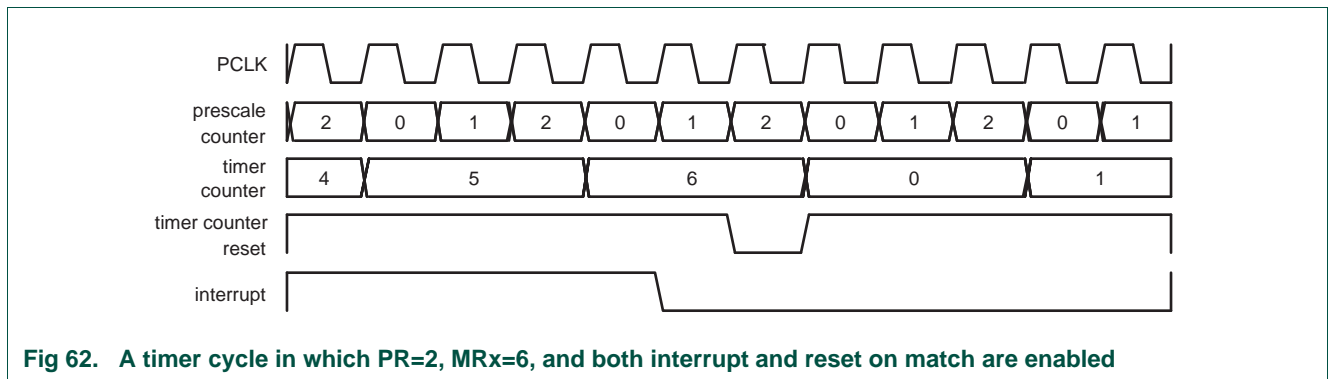 PCLK
prescale
counter
2 0 1 2 0 1 2 0 1 2 0 1
timer
counter
4 5 6 0 1
timer counter
reset
interrupt
Fig 62. A timer cycle in which PR=2, MRx=6, and both interrupt and reset on match are enabled